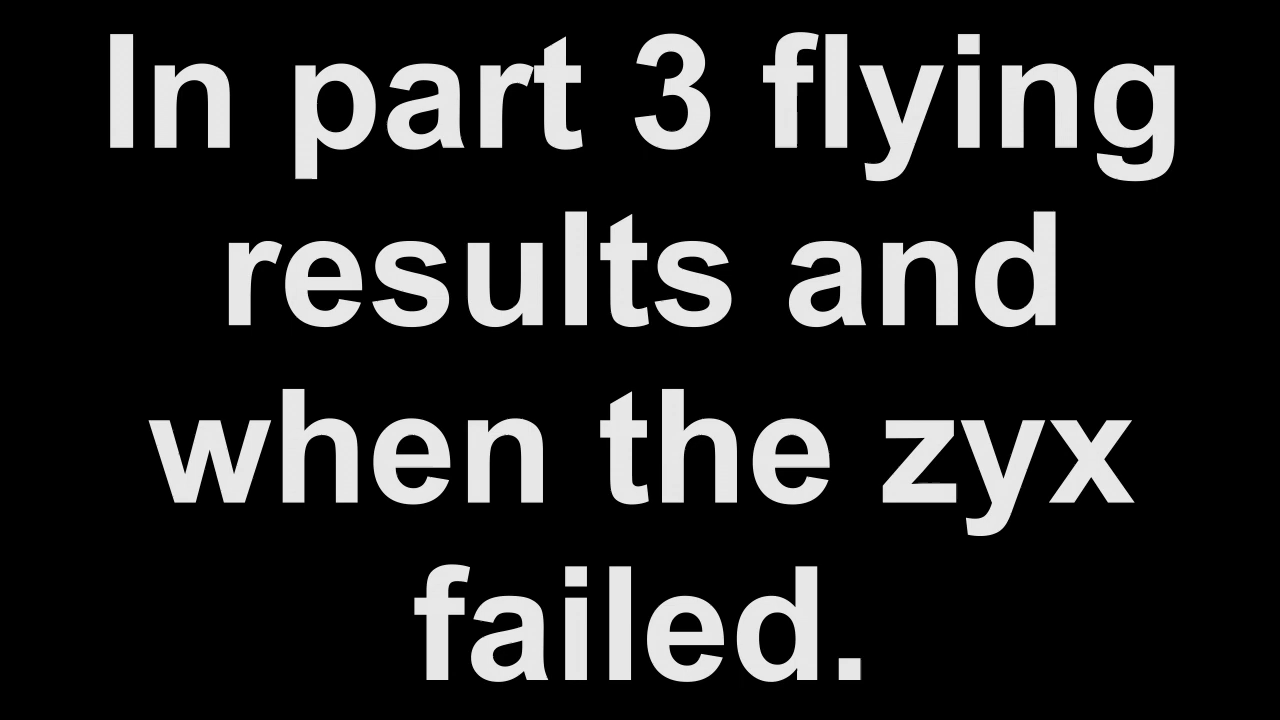 In part 3 flying
results and
when the zyx
failed.